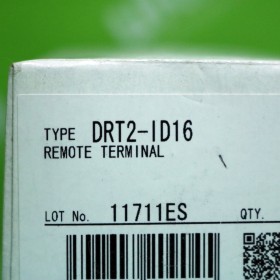 TYPE DRT2-ID16
REMOTE TERMINAL
LOT No. 11711ES QTY.